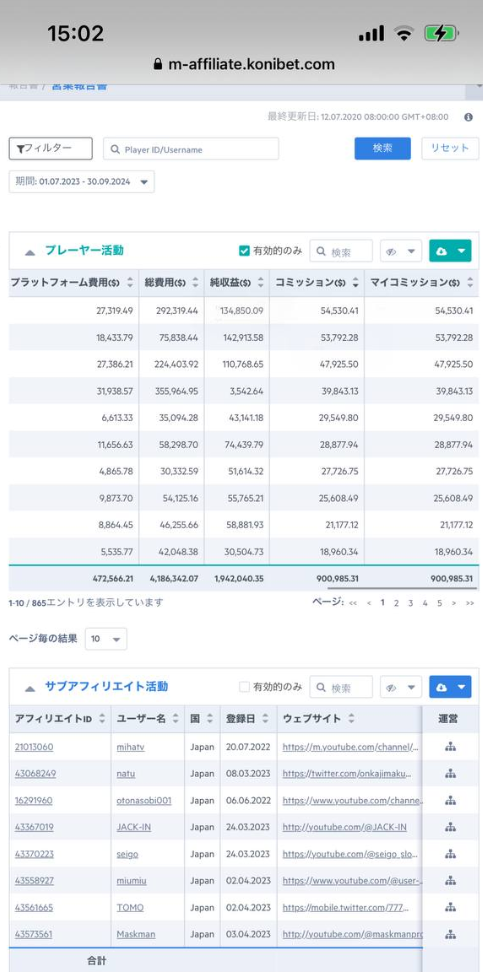 15:02
m-affiliate.konibet.com
報告書 / 営業報告書
最終更新日: 12.07.2020 08:00:00 GMT+08:00
フィルター Player ID/Username 検索 リセット
期間: 01.07.2023 - 30.09.2024
プレーヤー活動 有効的のみ 検索
プラットフォーム費用($) 総費用($) 純収益($) コミッション($) マイコミッション($)
27,319.49 292,319.44 134,850.09 54,530.41 54,530.41
18,433.79 75,838.44 142,913.58 53,792.28 53,792.28
27,386.21 224,403.92 110,768.65 47,925.50 47,925.50
31,938.57 355,964.95 3,542.64 39,843.13 39,843.13
6,613.33 35,094.28 43,141.18 29,549.80 29,549.80
11,656.63 58,298.70 74,439.79 28,877.94 28,877.94
4,865.78 30,332.59 51,614.32 27,726.75 27,726.75
9,873.70 54,125.16 55,765.21 25,608.49 25,608.49
8,864.45 46,255.66 58,881.93 21,177.12 21,177.12
5,535.77 42,048.38 30,504.73 18,960.34 18,960.34
472,566.21 4,186,342.07 1,942,040.35 900,985.31 900,985.31
1-10 / 865エントリを表示しています ページ: << < 1 2 3 4 5 > >>
ページ毎の結果 10
サブアフィリエイト活動 有効的のみ 検索
アフィリエイトID ユーザー名 国 登録日 ウェブサイト 運営
21013060 mihatv Japan 20.07.2022 https://m.youtube.com/channel/...
43068249 natu Japan 08.03.2023 https://twitter.com/onkajimaku...
16291960 otonasobi001 Japan 06.06.2022 https://www.youtube.com/channe..
43367019 JACK-IN Japan 24.03.2023 http://youtube.com/@JACK-IN
43370223 seigo Japan 24.03.2023 https://youtube.com/@seigo_slo...
43558927 miumiu Japan 02.04.2023 https://www.youtube.com/@user-..
43561665 TOMO Japan 02.04.2023 https://mobile.twitter.com/777...
43573561 Maskman Japan 03.04.2023 http://youtube.com/@maskmanpro
合計